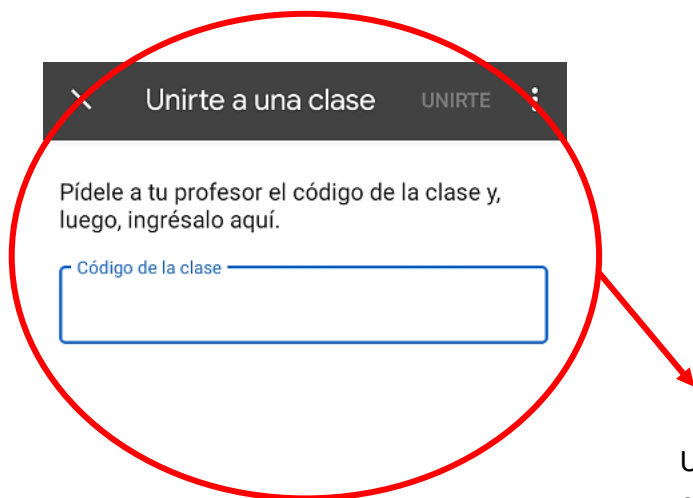 Unirte a una clase UNIRTE
Pídele a tu profesor el código de la clase y,
luego, ingrésalo aquí.
Código de la clase